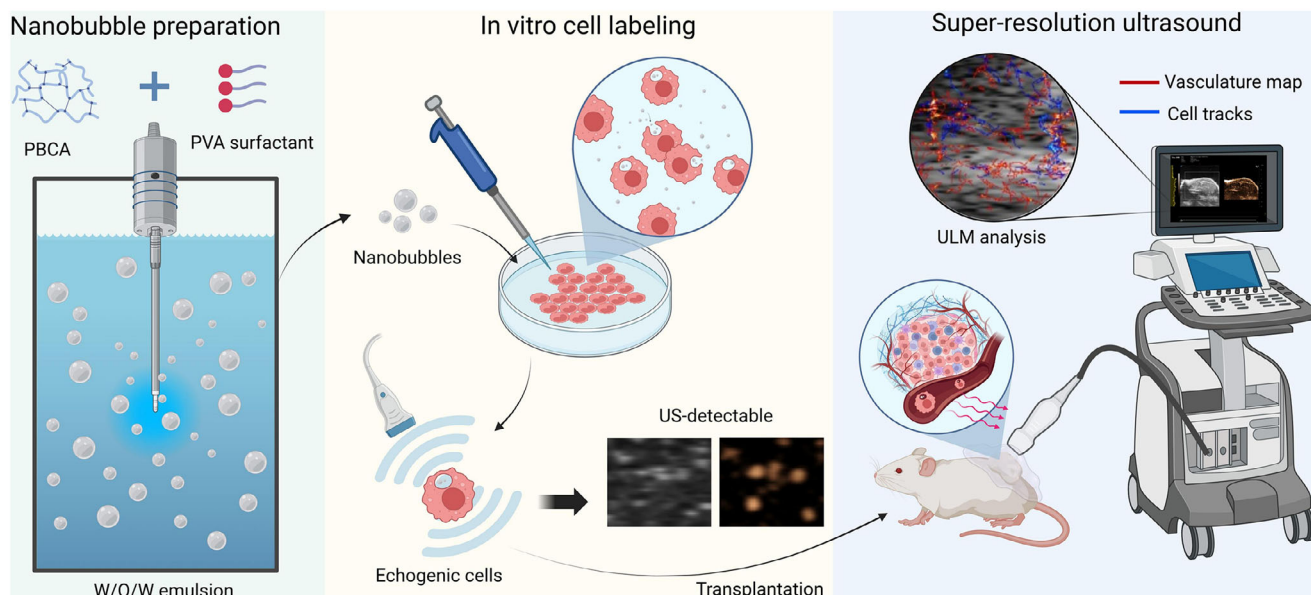 Nanobubble preparation
PBCA
PVA surfactant
W/O/W emulsion
In vitro cell labeling
Nanobubbles
US-detectable
Echogenic cells
Transplantation
Super-resolution ultrasound
Vasculature map
Cell tracks
ULM analysis